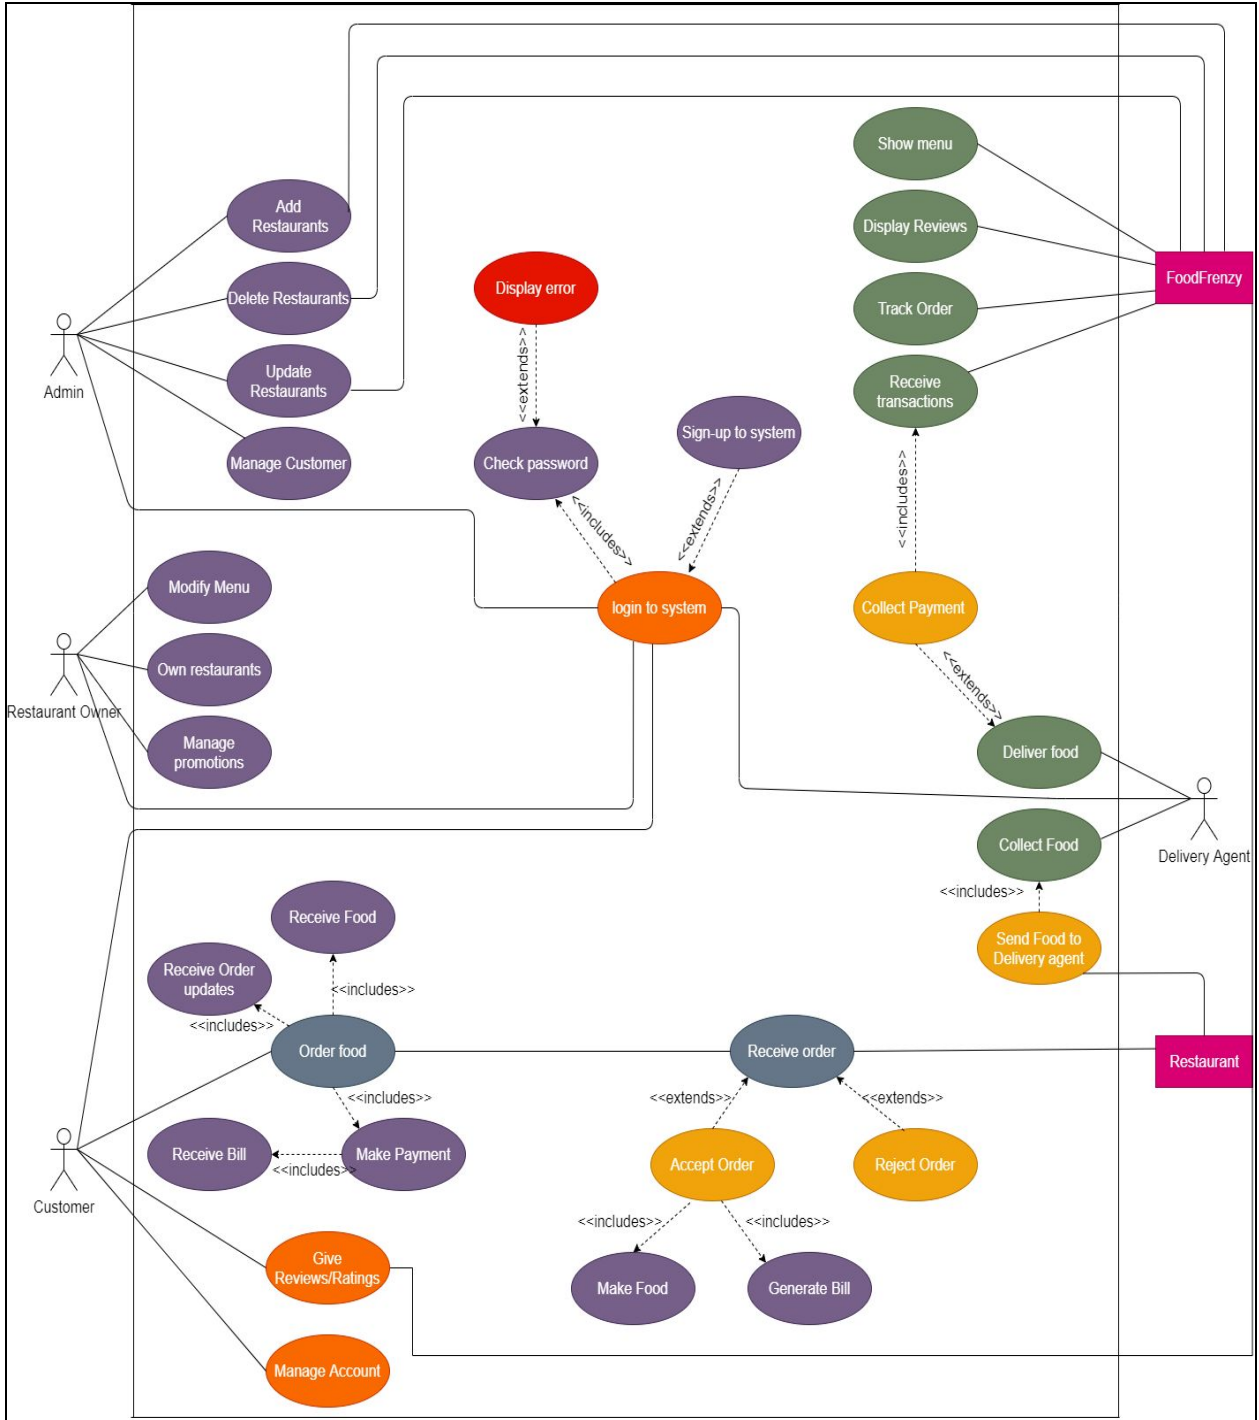 Show menu
Add
Restaurants
Display Reviews
FoodFrenzy
Display error
Delete Restaurants
Track Order
<<extends>>
Admin
Update
Restaurants
Receive
transactions
Sign-up to system
Manage Customer
Check password
<<includes>>
<<extends>>
<<includes>>
Modify Menu
login to system
Collect Payment
Own restaurants
<<extends>>
Restaurant Owner
Manage
promotions
Deliver food
Collect Food
Delivery Agent
<<includes>>
Receive Food
Send Food to
Delivery agent
Receive Order
updates
<<includes>>
<<includes>>
Order food
Receive order
Restaurant
<<includes>>
<<extends>>
<<extends>>
Receive Bill
Make Payment
<<includes>>
Accept Order
Reject Order
Customer
<<includes>>
<<includes>>
Give
Reviews/Ratings
Make Food
Generate Bill
Manage Account